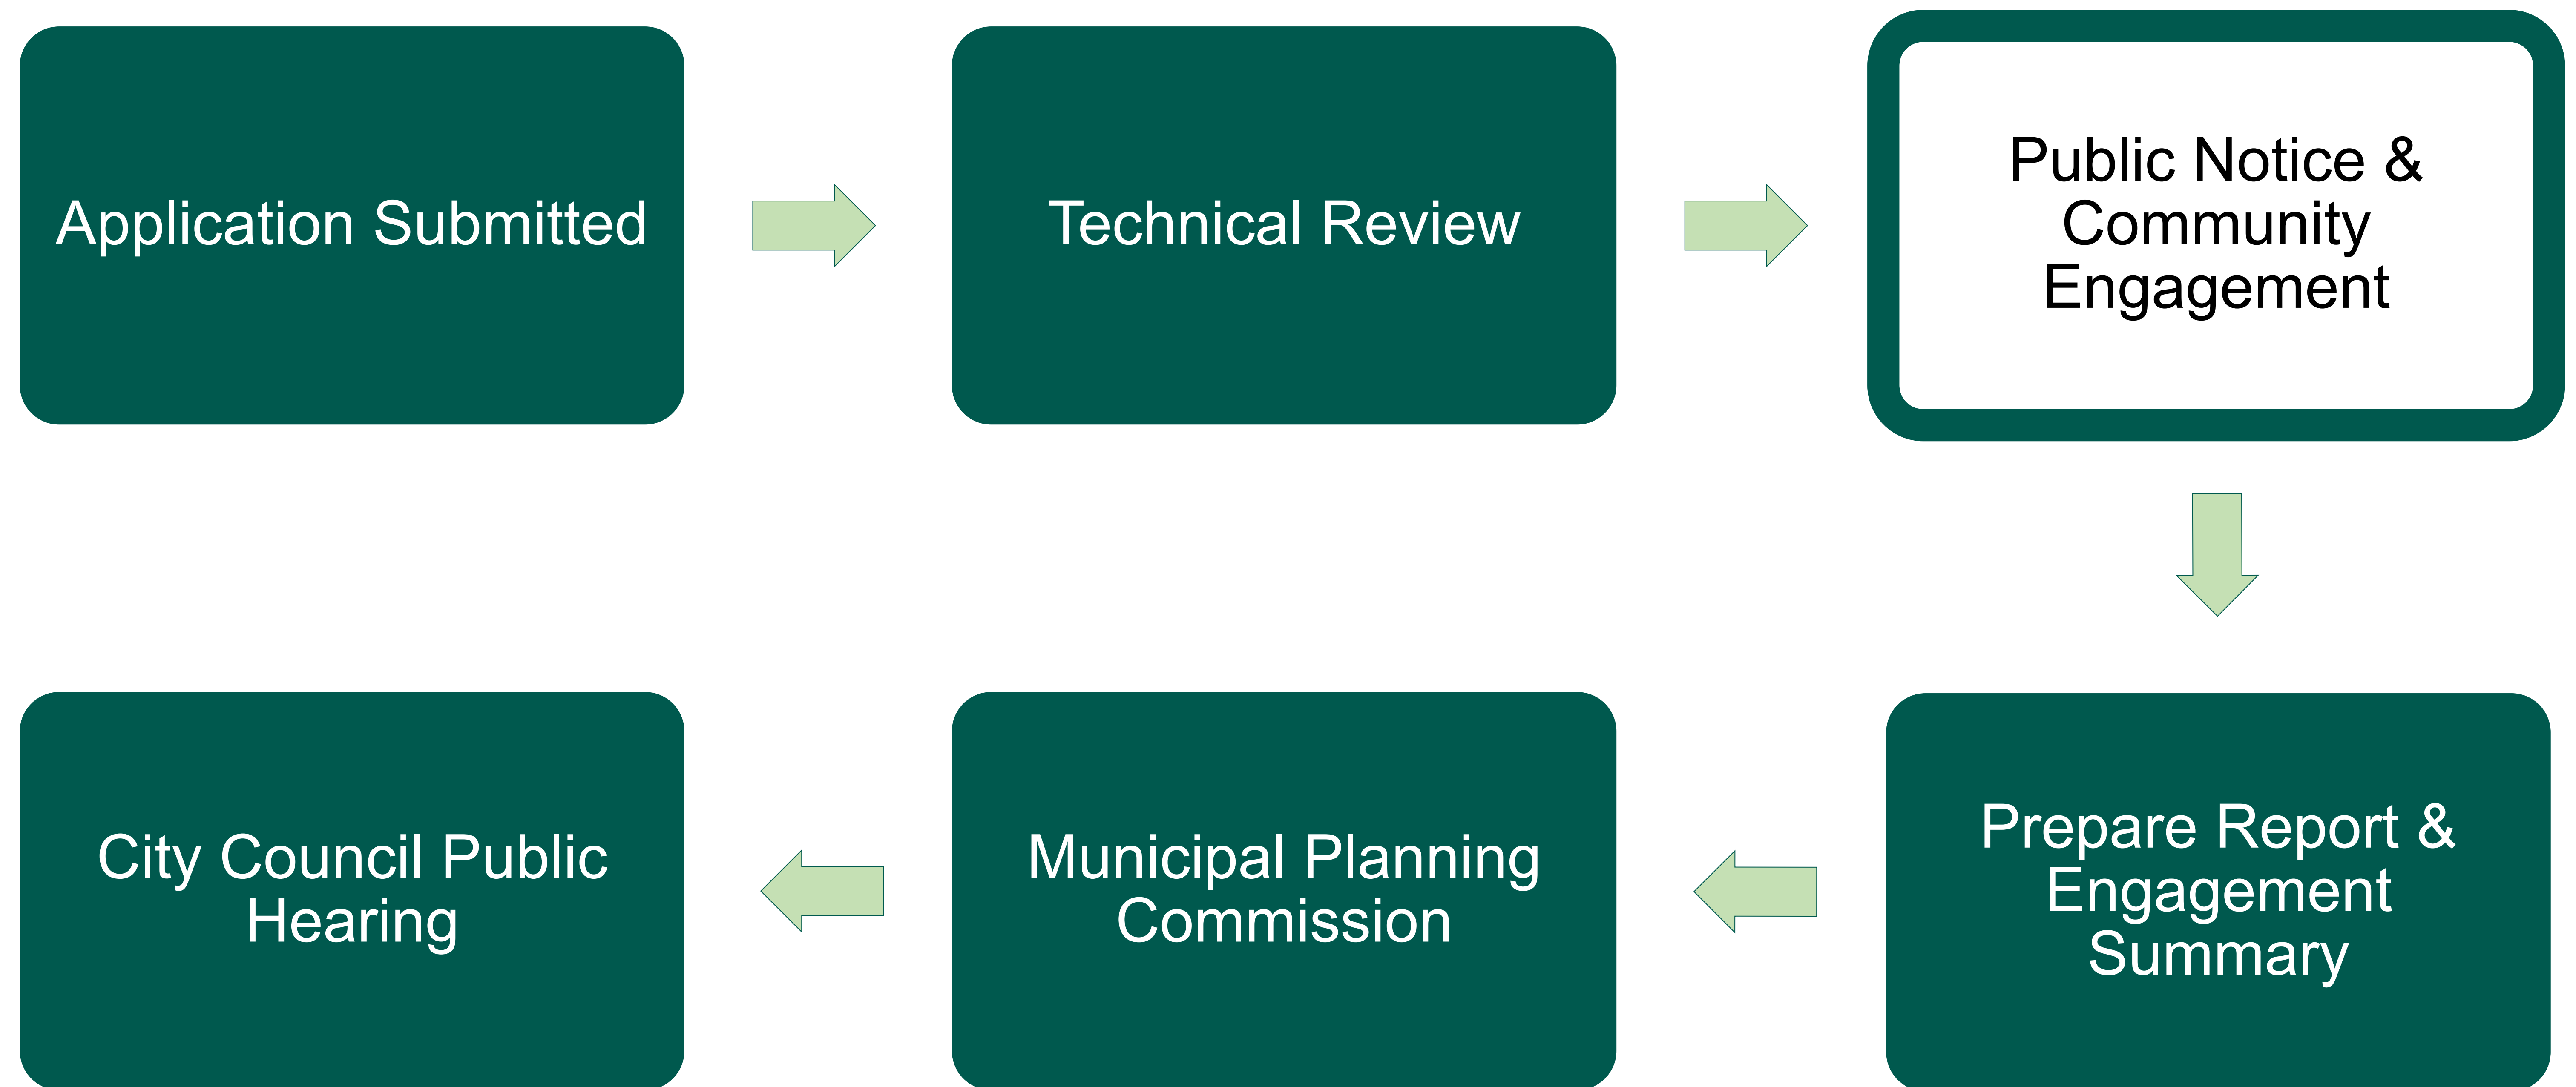 Application Submitted
Technical Review
Public Notice &
Community
Engagement
Prepare Report &
Engagement
Summary
Municipal Planning
Commission
City Council Public
Hearing